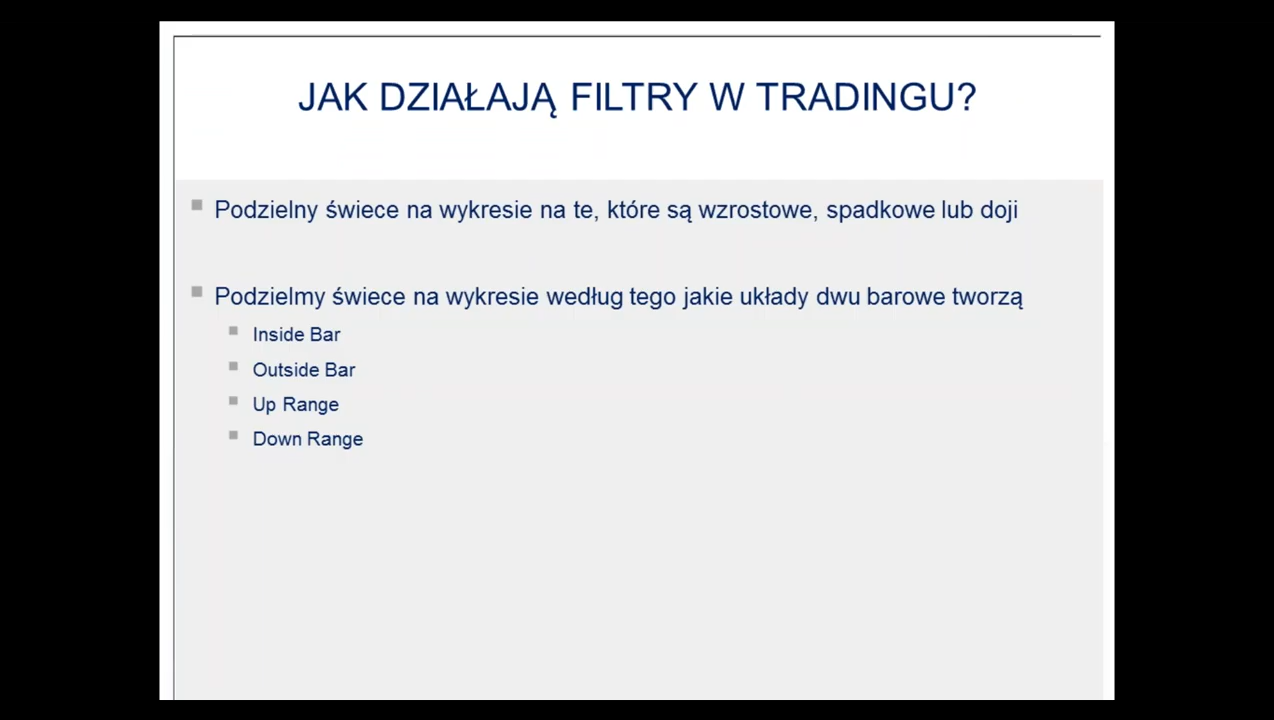 JAK DZIAŁAJĄ FILTRY W TRADINGU?
Podzielny świece na wykresie na te, które są wzrostowe, spadkowe lub doji
Podzielmy świece na wykresie według tego jakie układy dwu barowe tworzą
Inside Bar
Outside Bar
Up Range
Down Range